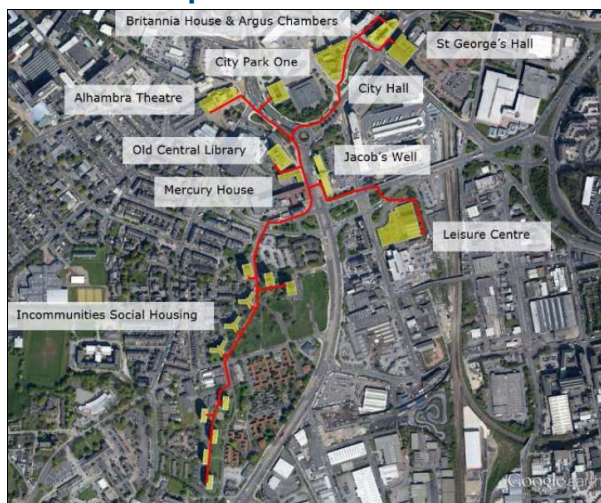 Britannia House & Argus Chambers
St George's Hall
City Park One
City Hall
Alhambra Theatre
Old Central Library
Jacob's Well
Mercury House
Leisure Centre
Incommunities Social Housing
Google earth